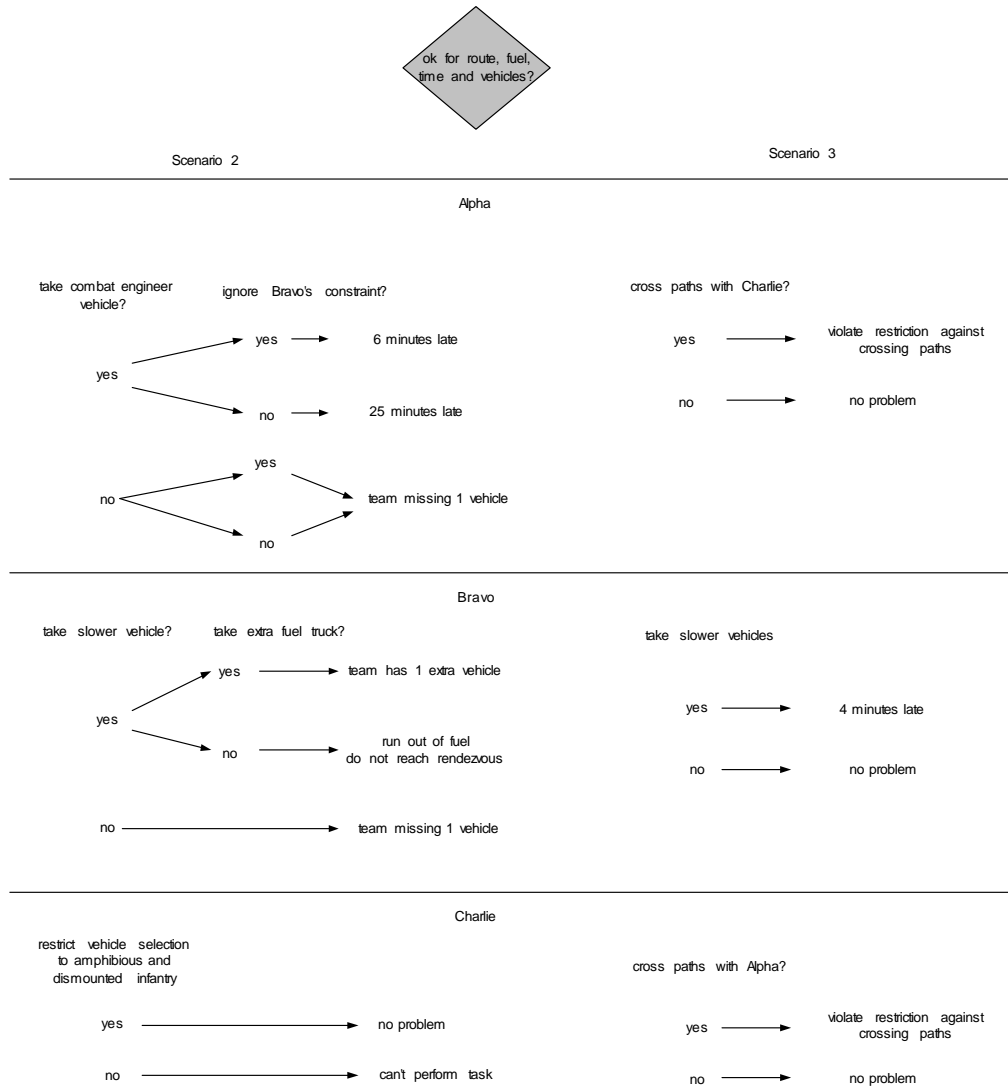 ok for route, fuel,
time and vehicles?
Scenario 2
Scenario 3
Alpha
take combat engineer
vehicle?
ignore Bravo's constraint?
cross paths with Charlie?
yes
6 minutes late
yes
violate restriction against
crossing paths
yes
no
25 minutes late
no
no problem
yes
no
team missing 1 vehicle
no
Bravo
take slower vehicle?
take extra fuel truck?
take slower vehicles
yes
team has 1 extra vehicle
yes
4 minutes late
yes
no
run out of fuel
do not reach rendezvous
no
no problem
no
team missing 1 vehicle
Charlie
restrict vehicle selection
to amphibious and
dismounted infantry
cross paths with Alpha?
yes
no problem
yes
violate restriction against
crossing paths
no
can't perform task
no
no problem